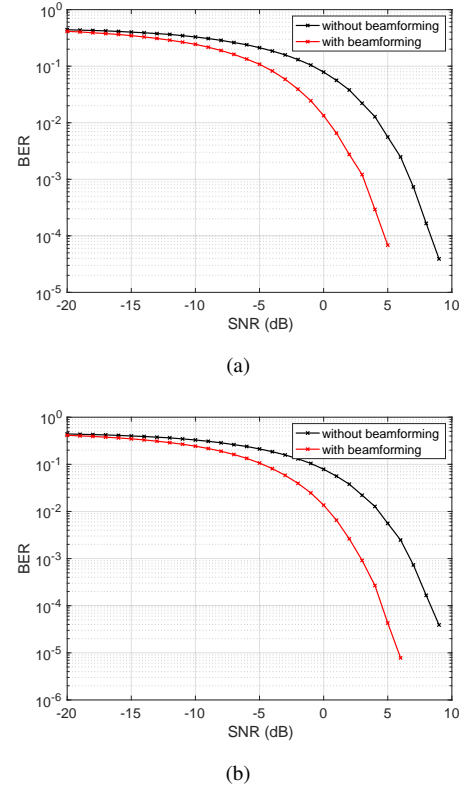 10^0
10^-1
10^-2
10^-3
10^-4
10^-5
BER
without beamforming
with beamforming
-20 -15 -10 -5 0 5 10
SNR (dB)
(a)
10^0
10^-1
10^-2
10^-3
10^-4
10^-5
10^-6
BER
without beamforming
with beamforming
-20 -15 -10 -5 0 5 10
SNR (dB)
(b)